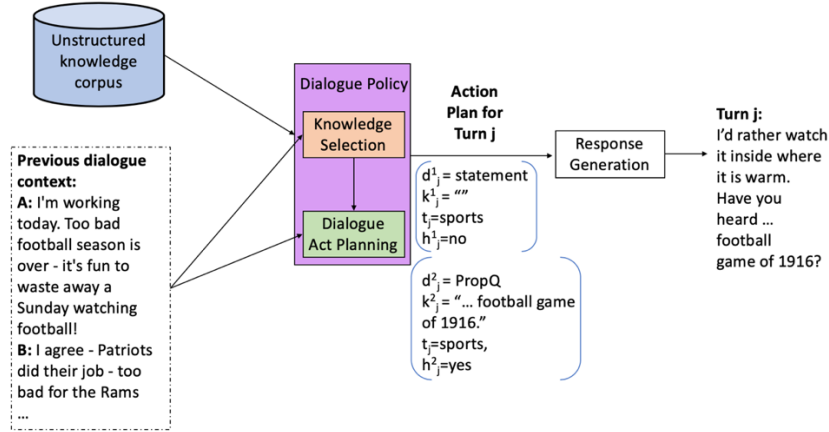 Unstructured
knowledge
corpus
Previous dialogue
context:
A: I'm working
today. Too bad
football season is
over - it's fun to
waste away a
Sunday watching
football!
B: I agree - Patriots
did their job - too
bad for the Rams
...
Dialogue Policy
Knowledge
Selection
Dialogue
Act Planning
Action
Plan for
Turn j
d¹ⱼ = statement
k¹ⱼ = “”
tⱼ=sports
h¹ⱼ=no
d²ⱼ = PropQ
k²ⱼ = “... football game
of 1916.”
tⱼ=sports,
h²ⱼ=yes
Response
Generation
Turn j:
I’d rather watch
it inside where
it is warm.
Have you
heard ...
football
game of 1916?